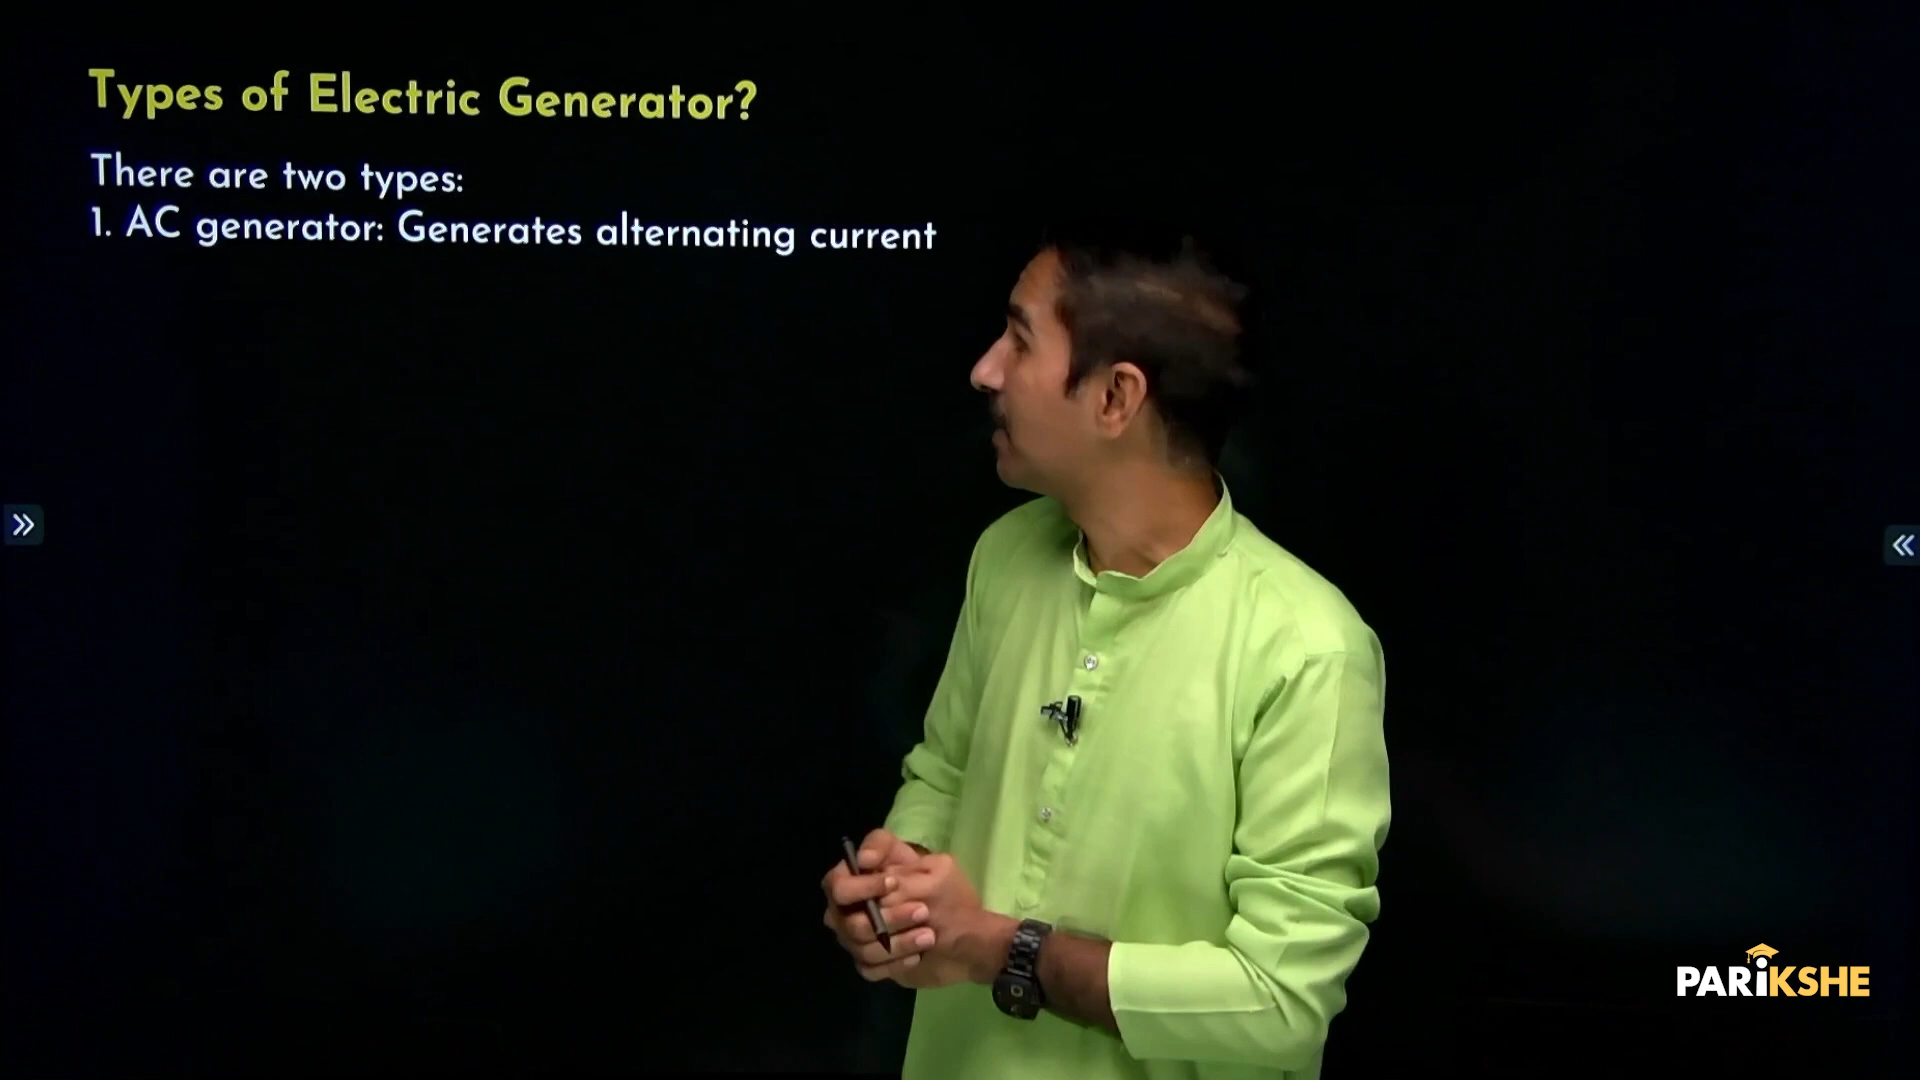 Types of Electric Generator?
There are two types:
1. AC generator: Generates alternating current
PARiKSHE